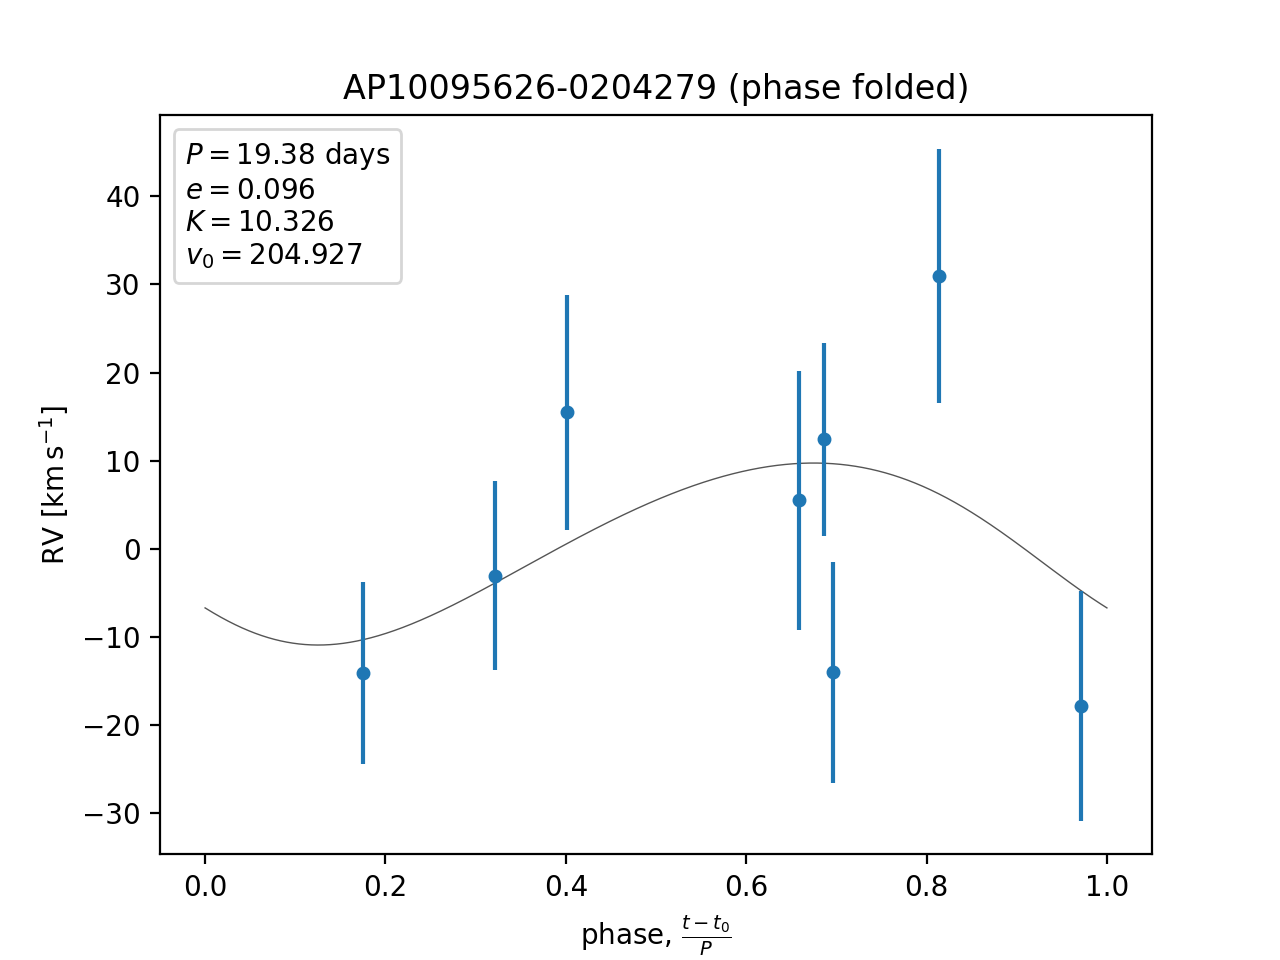 AP10095626-0204279 (phase folded)
P = 19.38 days
e = 0.096
K = 10.326
v₀ = 204.927
40
30
20
10
0
−10
−20
−30
RV [km s⁻¹]
0.0 0.2 0.4 0.6 0.8 1.0
phase, (t − t₀)/P